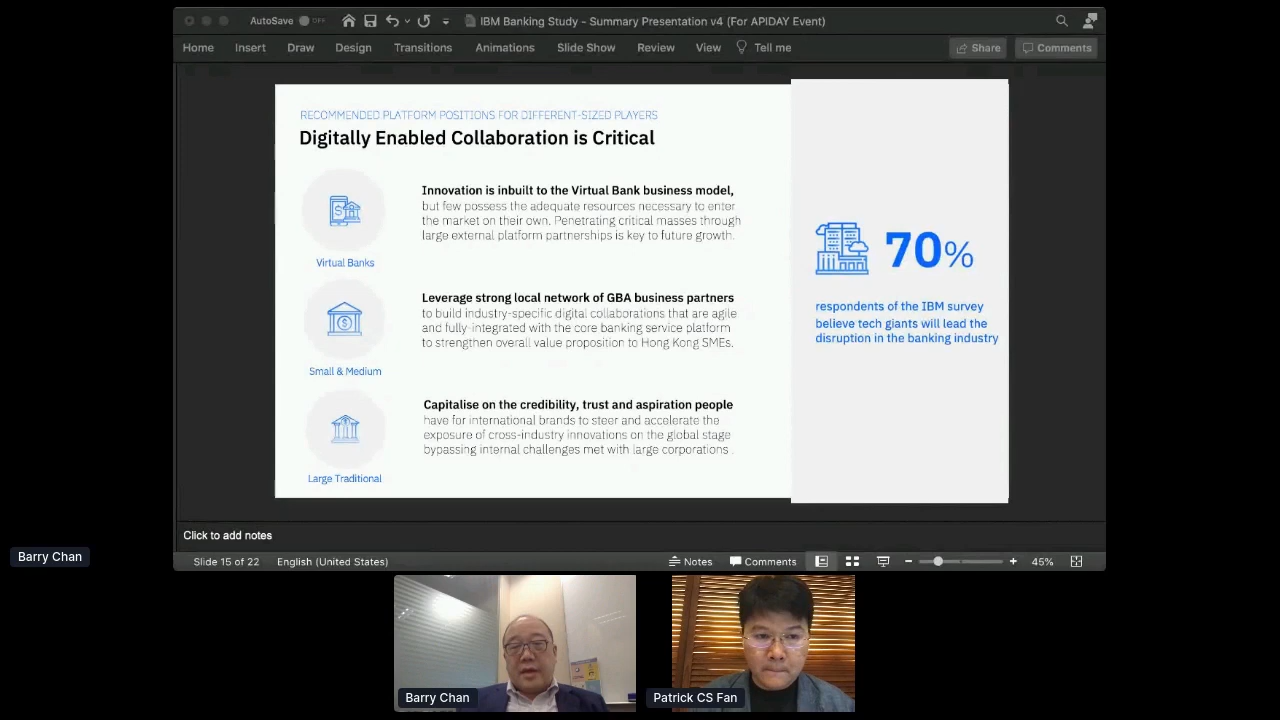 AutoSave OFF
IBM Banking Study - Summary Presentation v4 (For APIDAY Event)
Home Insert Draw Design Transitions Animations Slide Show Review View Tell me Share Comments
RECOMMENDED PLATFORM POSITIONS FOR DIFFERENT-SIZED PLAYERS
Digitally Enabled Collaboration is Critical
Virtual Banks
Innovation is inbuilt to the Virtual Bank business model,
but few possess the adequate resources necessary to enter
the market on their own. Penetrating critical masses through
large external platform partnerships is key to future growth.
Small & Medium
Leverage strong local network of GBA business partners
to build industry-specific digital collaborations that are agile
and fully-integrated with the core banking service platform
to strengthen overall value proposition to Hong Kong SMEs.
Large Traditional
Capitalise on the credibility, trust and aspiration people
have for international brands to steer and accelerate the
exposure of cross-industry innovations on the global stage
bypassing internal challenges met with large corporations .
70%
respondents of the IBM survey
believe tech giants will lead the
disruption in the banking industry
Click to add notes
Slide 15 of 22 English (United States) Notes Comments 45%
Barry Chan
Barry Chan
Patrick CS Fan